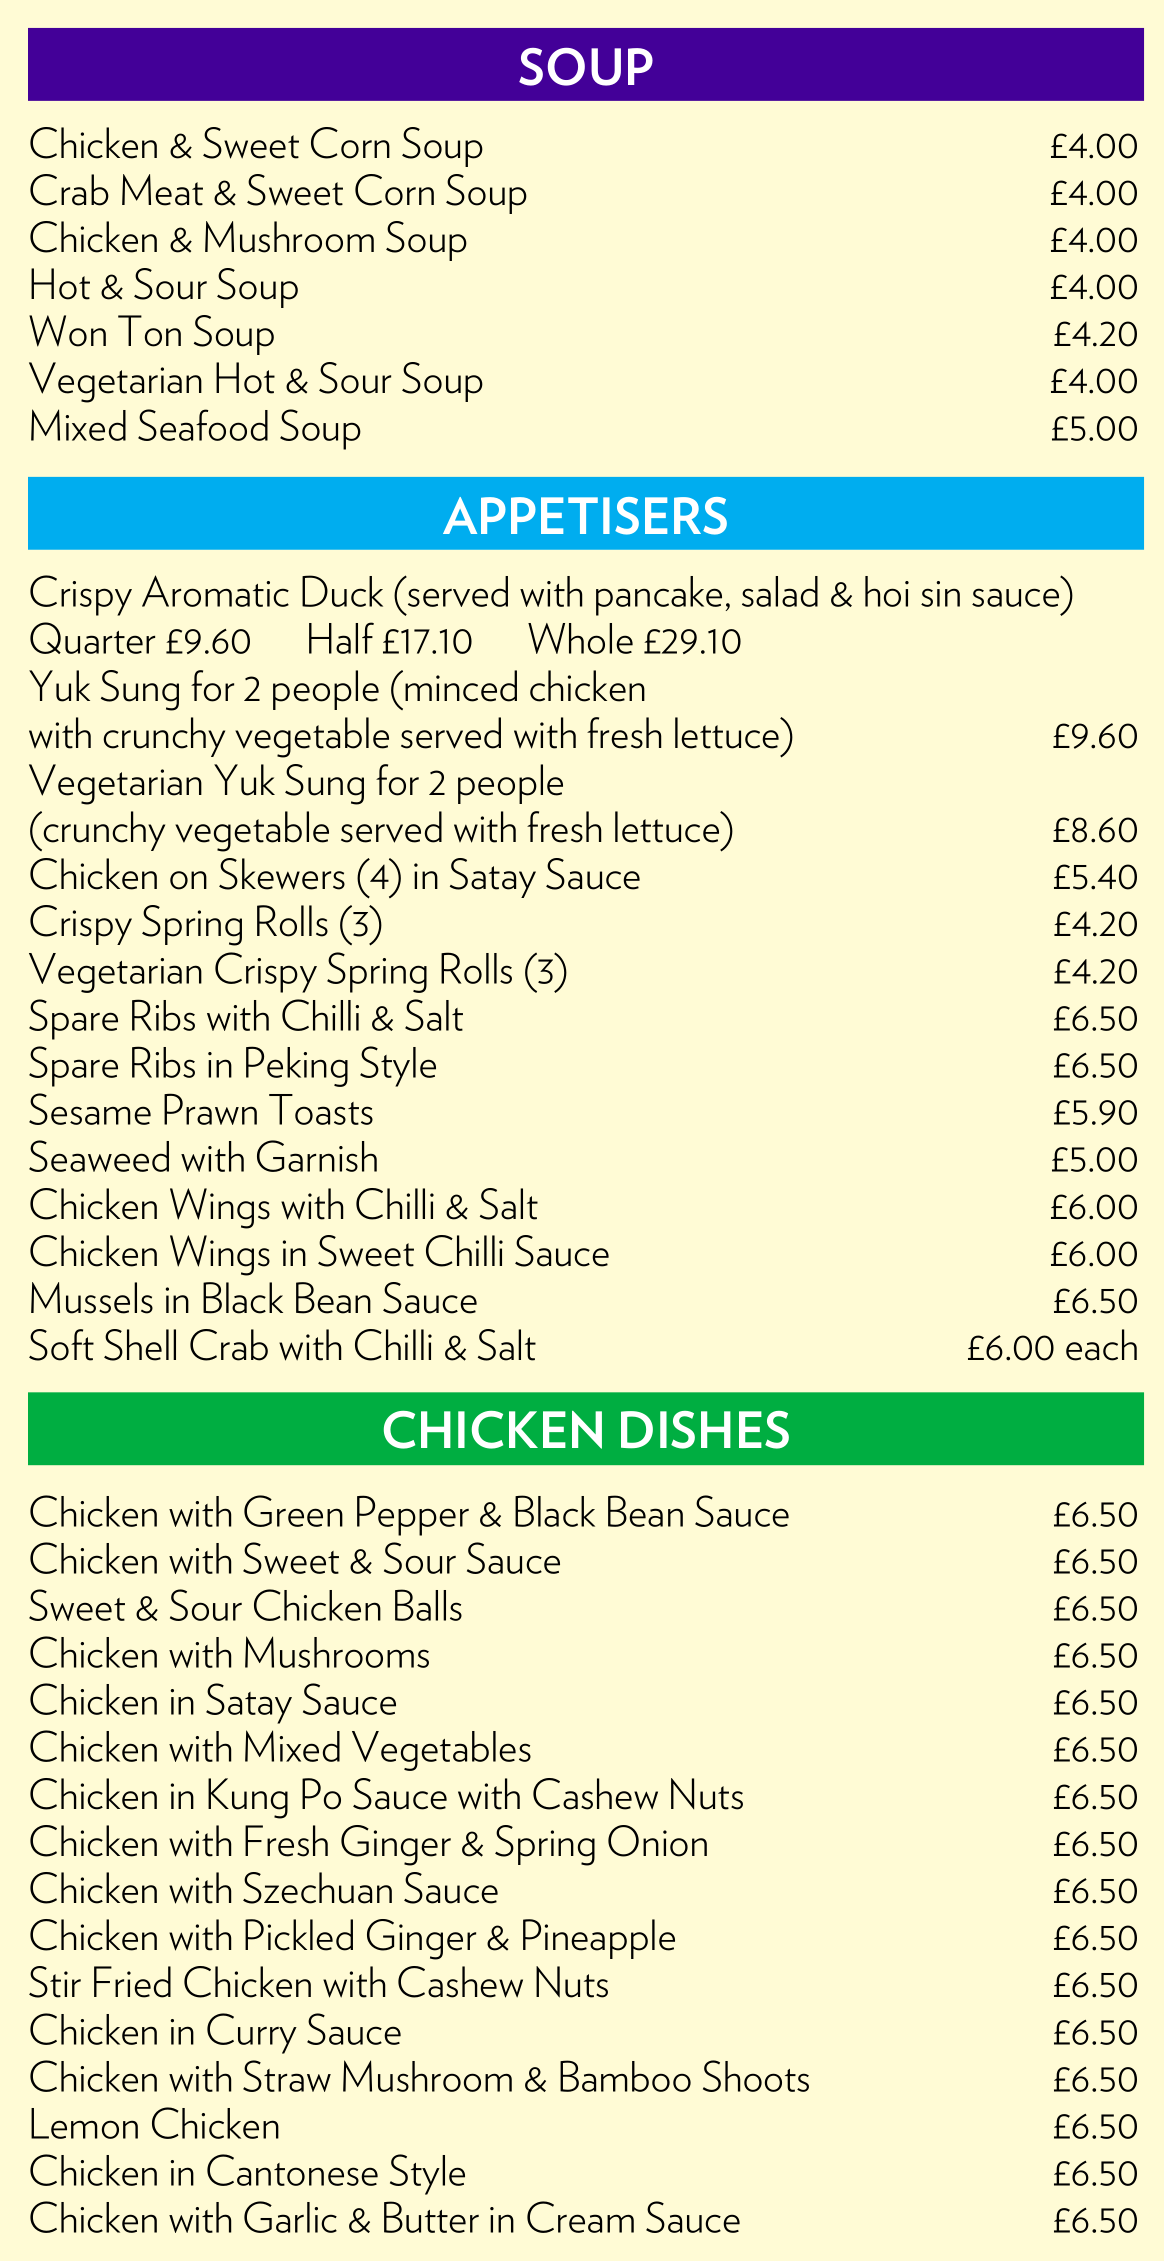 SOUP
Chicken & Sweet Corn Soup £4.00
Crab Meat & Sweet Corn Soup £4.00
Chicken & Mushroom Soup £4.00
Hot & Sour Soup £4.00
Won Ton Soup £4.20
Vegetarian Hot & Sour Soup £4.00
Mixed Seafood Soup £5.00
APPETISERS
Crispy Aromatic Duck (served with pancake, salad & hoi sin sauce)
Quarter £9.60 Half £17.10 Whole £29.10
Yuk Sung for 2 people (minced chicken
with crunchy vegetable served with fresh lettuce) £9.60
Vegetarian Yuk Sung for 2 people
(crunchy vegetable served with fresh lettuce) £8.60
Chicken on Skewers (4) in Satay Sauce £5.40
Crispy Spring Rolls (3) £4.20
Vegetarian Crispy Spring Rolls (3) £4.20
Spare Ribs with Chilli & Salt £6.50
Spare Ribs in Peking Style £6.50
Sesame Prawn Toasts £5.90
Seaweed with Garnish £5.00
Chicken Wings with Chilli & Salt £6.00
Chicken Wings in Sweet Chilli Sauce £6.00
Mussels in Black Bean Sauce £6.50
Soft Shell Crab with Chilli & Salt £6.00 each
CHICKEN DISHES
Chicken with Green Pepper & Black Bean Sauce £6.50
Chicken with Sweet & Sour Sauce £6.50
Sweet & Sour Chicken Balls £6.50
Chicken with Mushrooms £6.50
Chicken in Satay Sauce £6.50
Chicken with Mixed Vegetables £6.50
Chicken in Kung Po Sauce with Cashew Nuts £6.50
Chicken with Fresh Ginger & Spring Onion £6.50
Chicken with Szechuan Sauce £6.50
Chicken with Pickled Ginger & Pineapple £6.50
Stir Fried Chicken with Cashew Nuts £6.50
Chicken in Curry Sauce £6.50
Chicken with Straw Mushroom & Bamboo Shoots £6.50
Lemon Chicken £6.50
Chicken in Cantonese Style £6.50
Chicken with Garlic & Butter in Cream Sauce £6.50